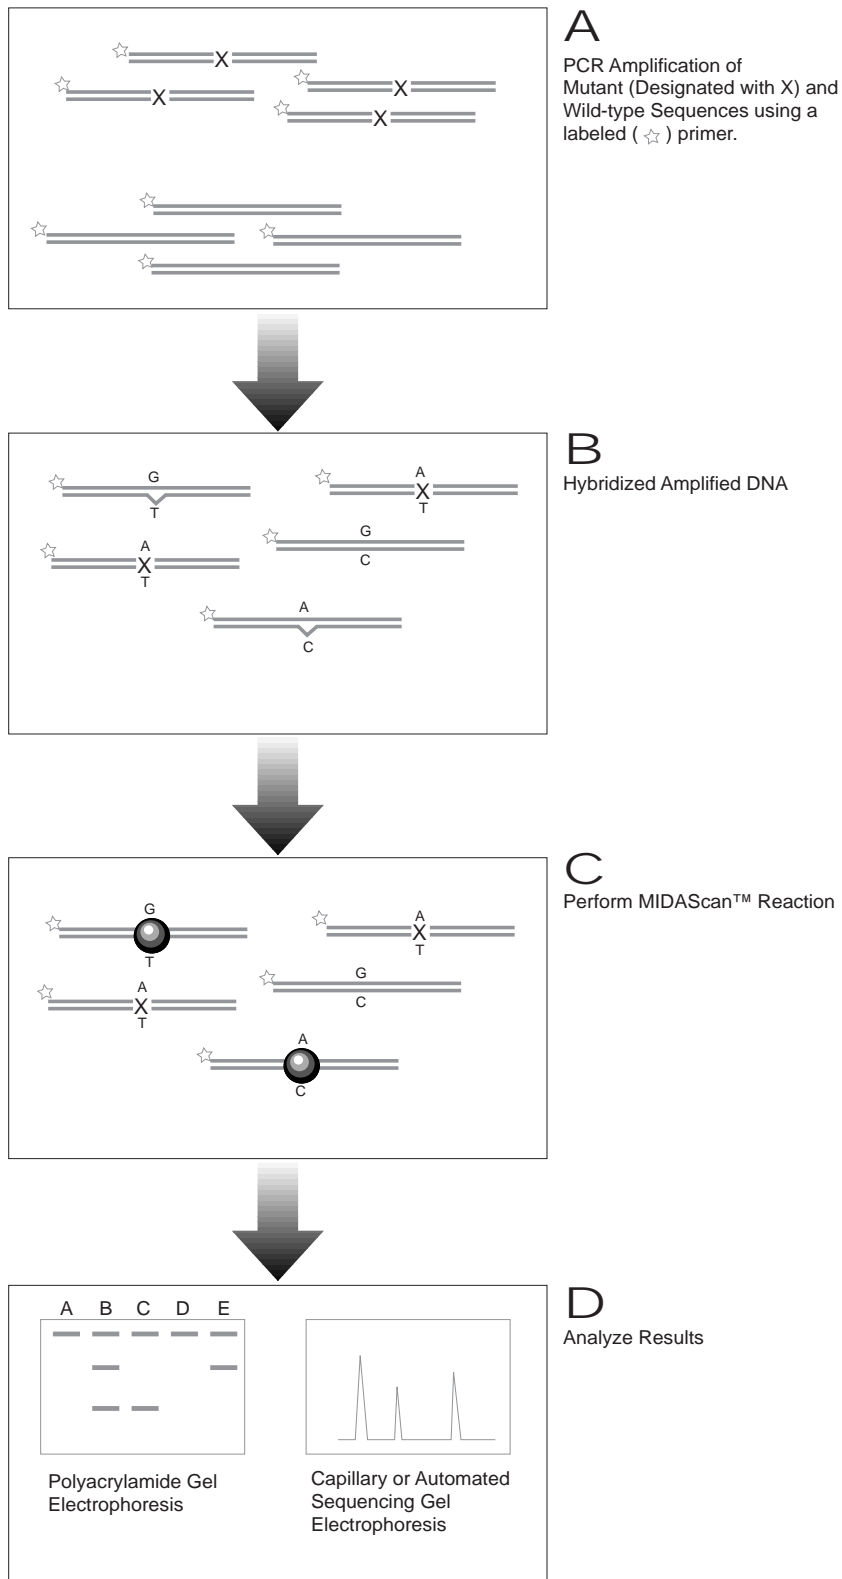 A
PCR Amplification of
Mutant (Designated with X) and
Wild-type Sequences using a
labeled ( ☆ ) primer.
X
X
X
X
B
Hybridized Amplified DNA
G
T
A
X
T
A
X
T
G
C
A
C
C
Perform MIDAScan™ Reaction
G
T
A
X
T
A
X
T
G
C
A
C
D
Analyze Results
A B C D E
Polyacrylamide Gel
Electrophoresis
Capillary or Automated
Sequencing Gel
Electrophoresis